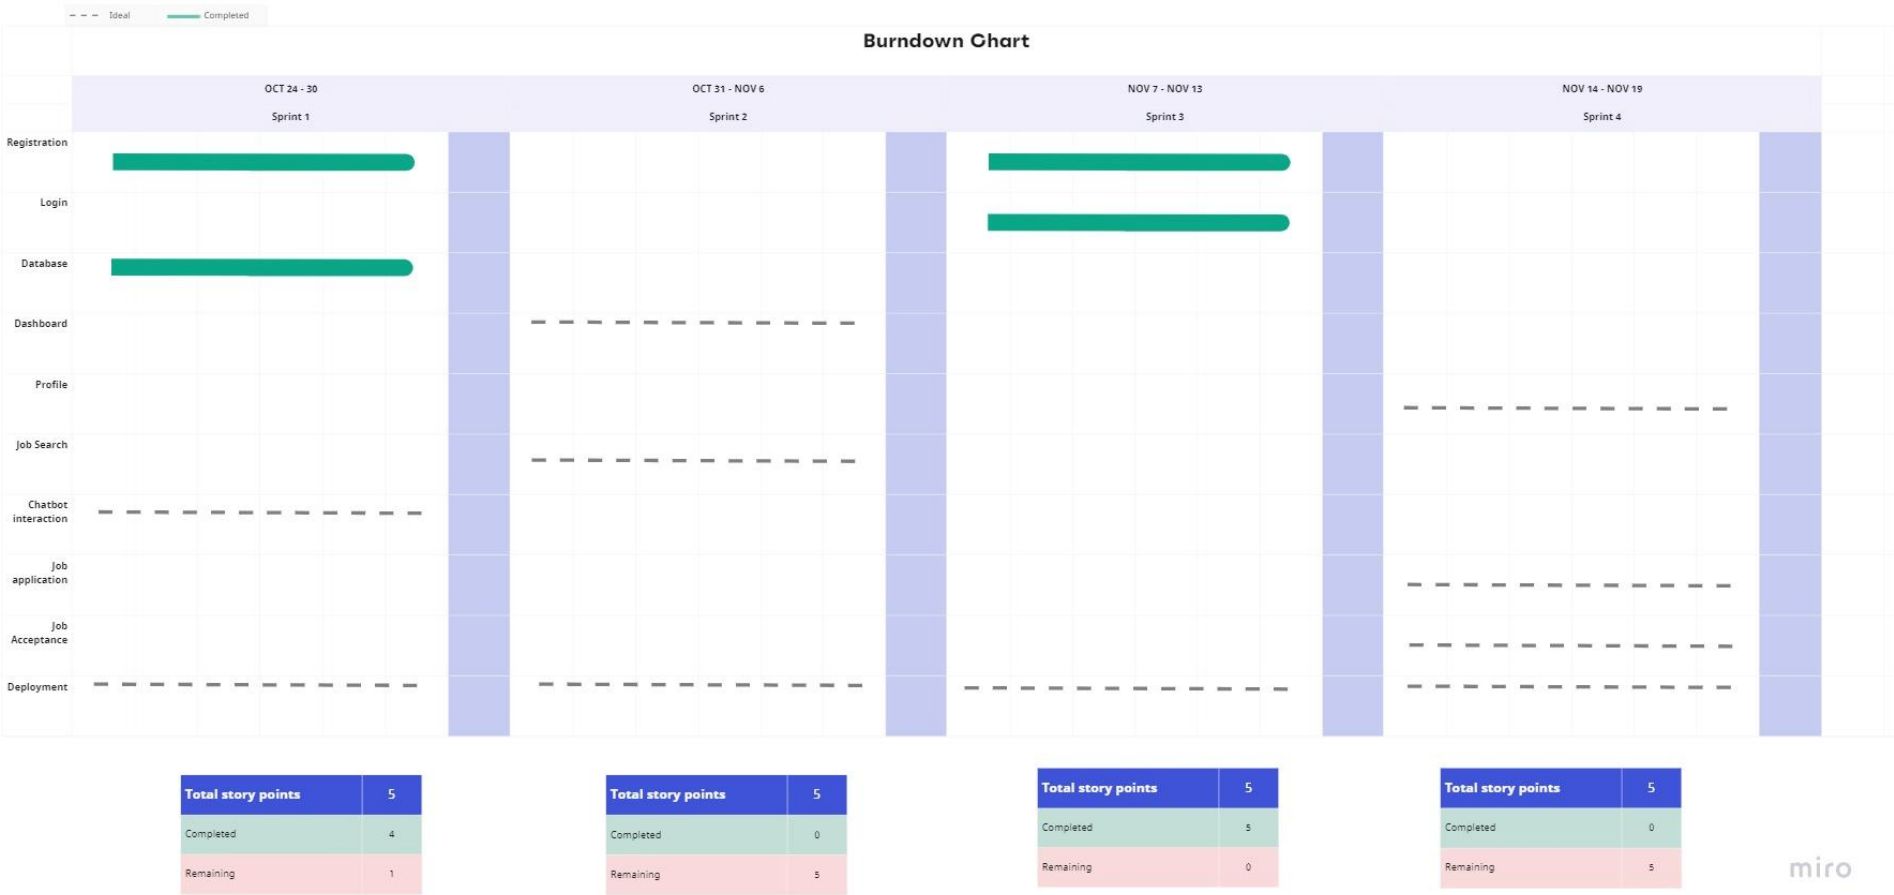 Ideal
Completed
Burndown Chart
OCT 24 - 30
OCT 31 - NOV 6
NOV 7 - NOV 13
NOV 14 - NOV 19
Sprint 1
Sprint 2
Sprint 3
Sprint 4
Registration
Login
Database
Dashboard
Profile
Job Search
Chatbot
interaction
Job
application
Job
Acceptance
Deployment
Total story points 5
Completed 4
Remaining 1
Total story points 5
Completed 0
Remaining 5
Total story points 5
Completed 5
Remaining 0
Total story points 5
Completed 0
Remaining 5
miro